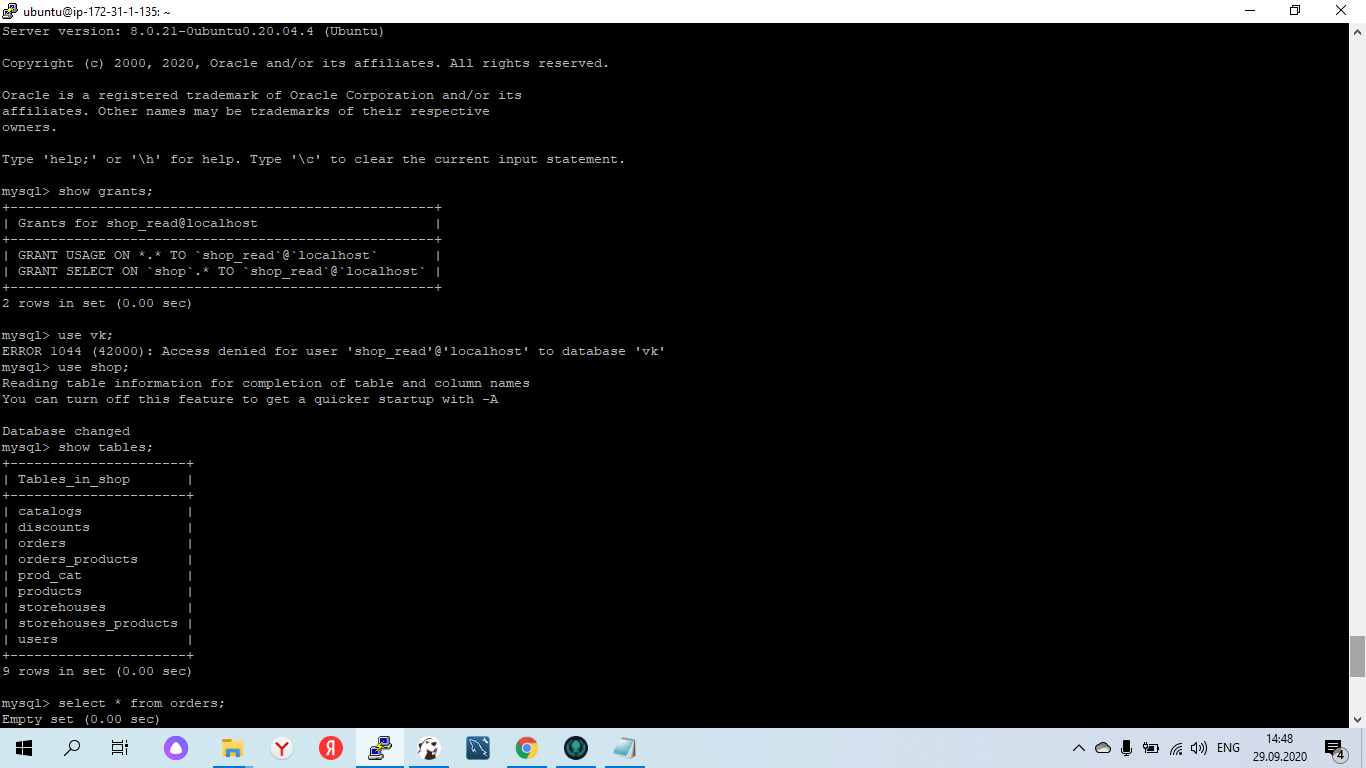 ubuntu@ip-172-31-1-135: ~
Server version: 8.0.21-0ubuntu0.20.04.4 (Ubuntu)
Copyright (c) 2000, 2020, Oracle and/or its affiliates. All rights reserved.
Oracle is a registered trademark of Oracle Corporation and/or its
affiliates. Other names may be trademarks of their respective
owners.
Type 'help;' or '\h' for help. Type '\c' to clear the current input statement.
mysql> show grants;
+-----------------------------------------------------+
| Grants for shop_read@localhost                      |
+-----------------------------------------------------+
| GRANT USAGE ON *.* TO `shop_read`@`localhost`       |
| GRANT SELECT ON `shop`.* TO `shop_read`@`localhost` |
+-----------------------------------------------------+
2 rows in set (0.00 sec)
mysql> use vk;
ERROR 1044 (42000): Access denied for user 'shop_read'@'localhost' to database 'vk'
mysql> use shop;
Reading table information for completion of table and column names
You can turn off this feature to get a quicker startup with -A
Database changed
mysql> show tables;
+----------------------+
| Tables_in_shop       |
+----------------------+
| catalogs             |
| discounts            |
| orders               |
| orders_products      |
| prod_cat             |
| products             |
| storehouses          |
| storehouses_products |
| users                |
+----------------------+
9 rows in set (0.00 sec)
mysql> select * from orders;
Empty set (0.00 sec)
Y
Я
ENG
14:48
29.09.2020
4